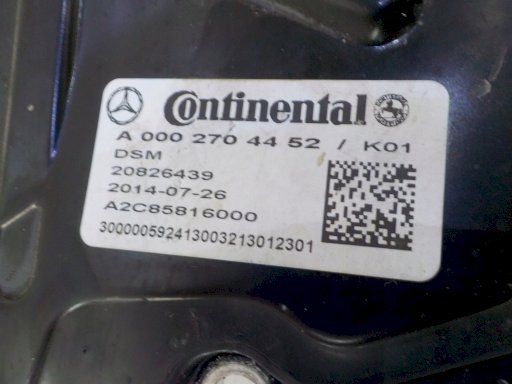 Continental
A 000 270 44 52 / K01
DSM
20826439
2014-07-26
A2C85816000
300000592413003213012301